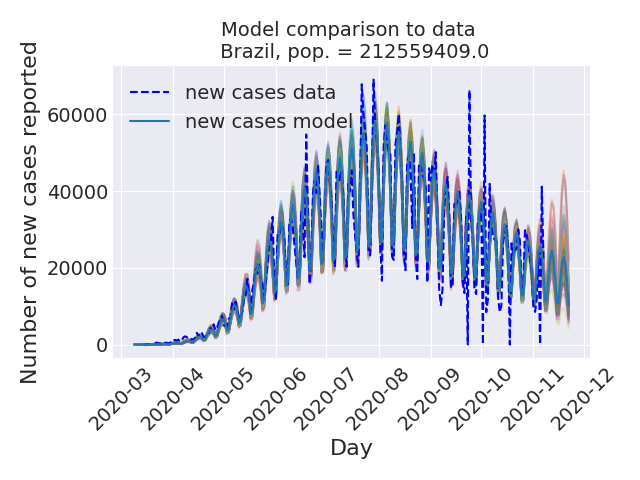 Model comparison to data
Brazil, pop. = 212559409.0
Number of new cases reported
60000
40000
20000
0
new cases data
new cases model
2020-03
2020-04
2020-05
2020-06
2020-07
2020-08
2020-09
2020-10
2020-11
2020-12
Day